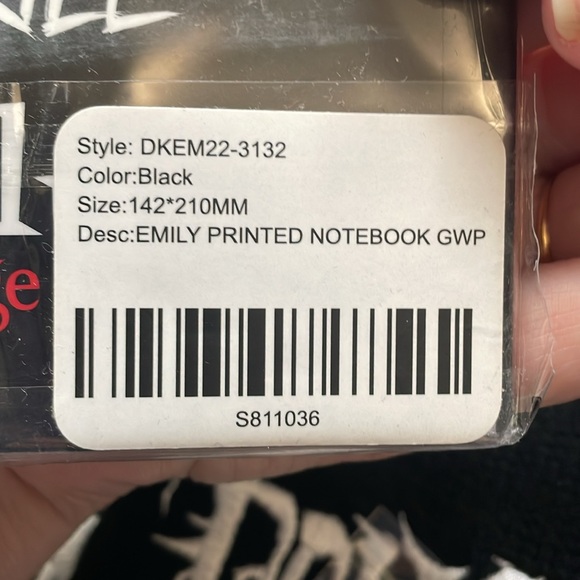 Style: DKEM22-3132
Color:Black
Size:142*210MM
Desc:EMILY PRINTED NOTEBOOK GWP
S811036